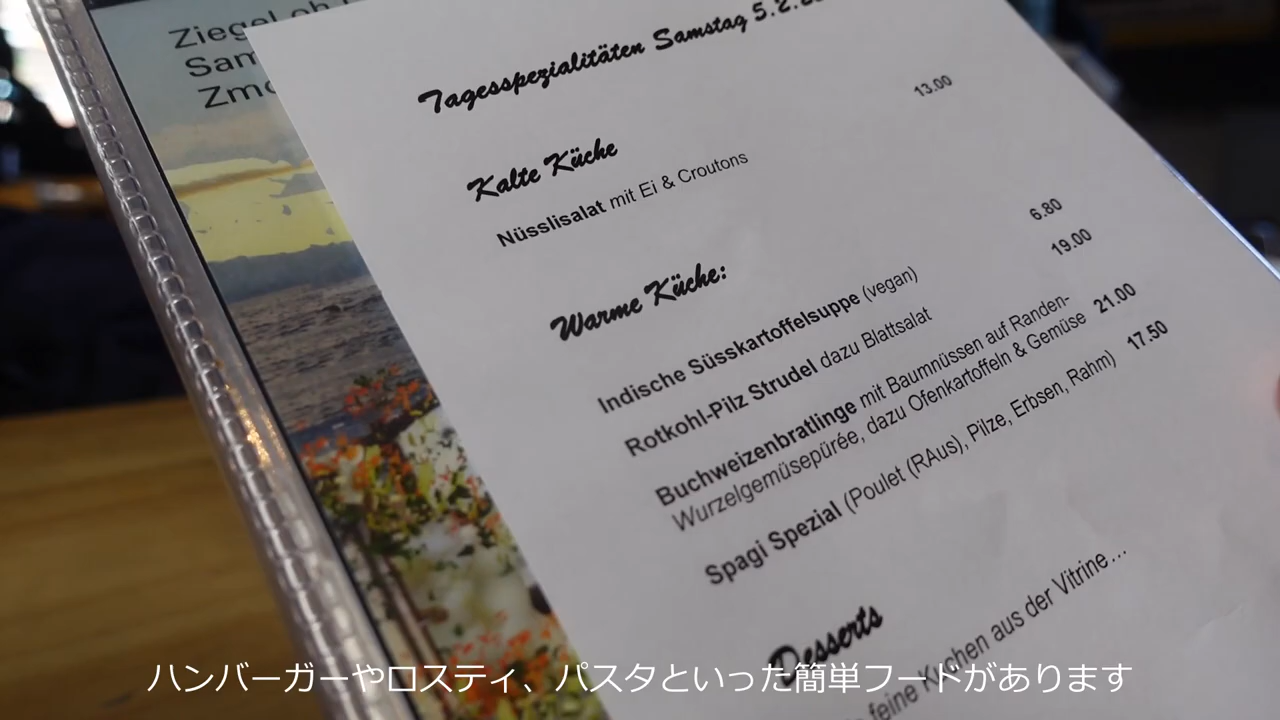 Ziegel oh
Tagesspezialitäten Samstag 5.2.
Kalte Küche
Nüsslisalat mit Ei & Croutons 13.00
Warme Küche:
Indische Süsskartoffelsuppe (vegan) 6.80
Rotkohl-Pilz Strudel dazu Blattsalat 19.00
Buchweizenbratlinge mit Baumnüssen auf Randen-
Wurzelgemüsepürée, dazu Ofenkartoffeln & Gemüse 21.00
Spagi Spezial (Poulet (RAus), Pilze, Erbsen, Rahm) 17.50
Desserts
feine Kuchen aus der Vitrine...
ハンバーガーやロスティ、パスタといった簡単フードがあります